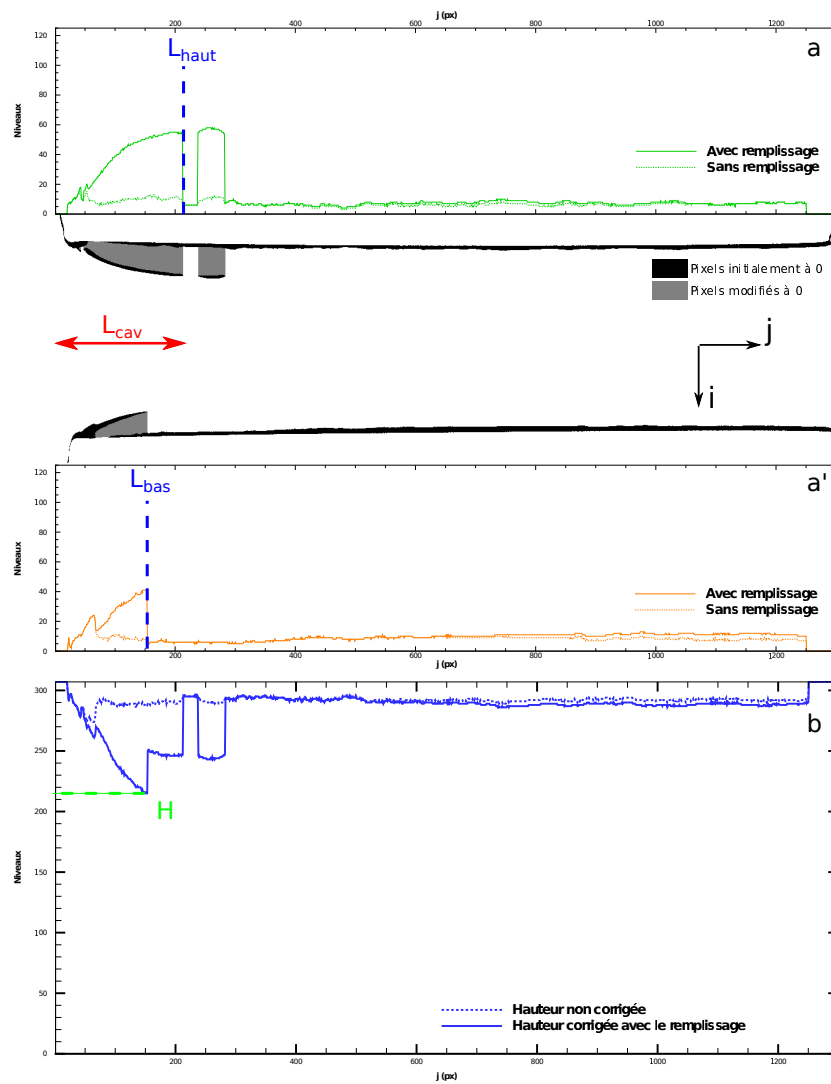 j (px)
200 400 600 800 1000 1200
120
100
80
60
40
20
0
Niveaux
L haut
a
Avec remplissage
Sans remplissage
Pixels initialement à 0
Pixels modifiés à 0
L cav
j
i
120
100
80
60
40
20
0
Niveaux
L bas
a'
Avec remplissage
Sans remplissage
200 400 600 800 1000 1200
j (px)
300
250
200
150
100
50
0
Niveaux
b
H
Hauteur non corrigée
Hauteur corrigée avec le remplissage
200 400 600 800 1000 1200
j (px)